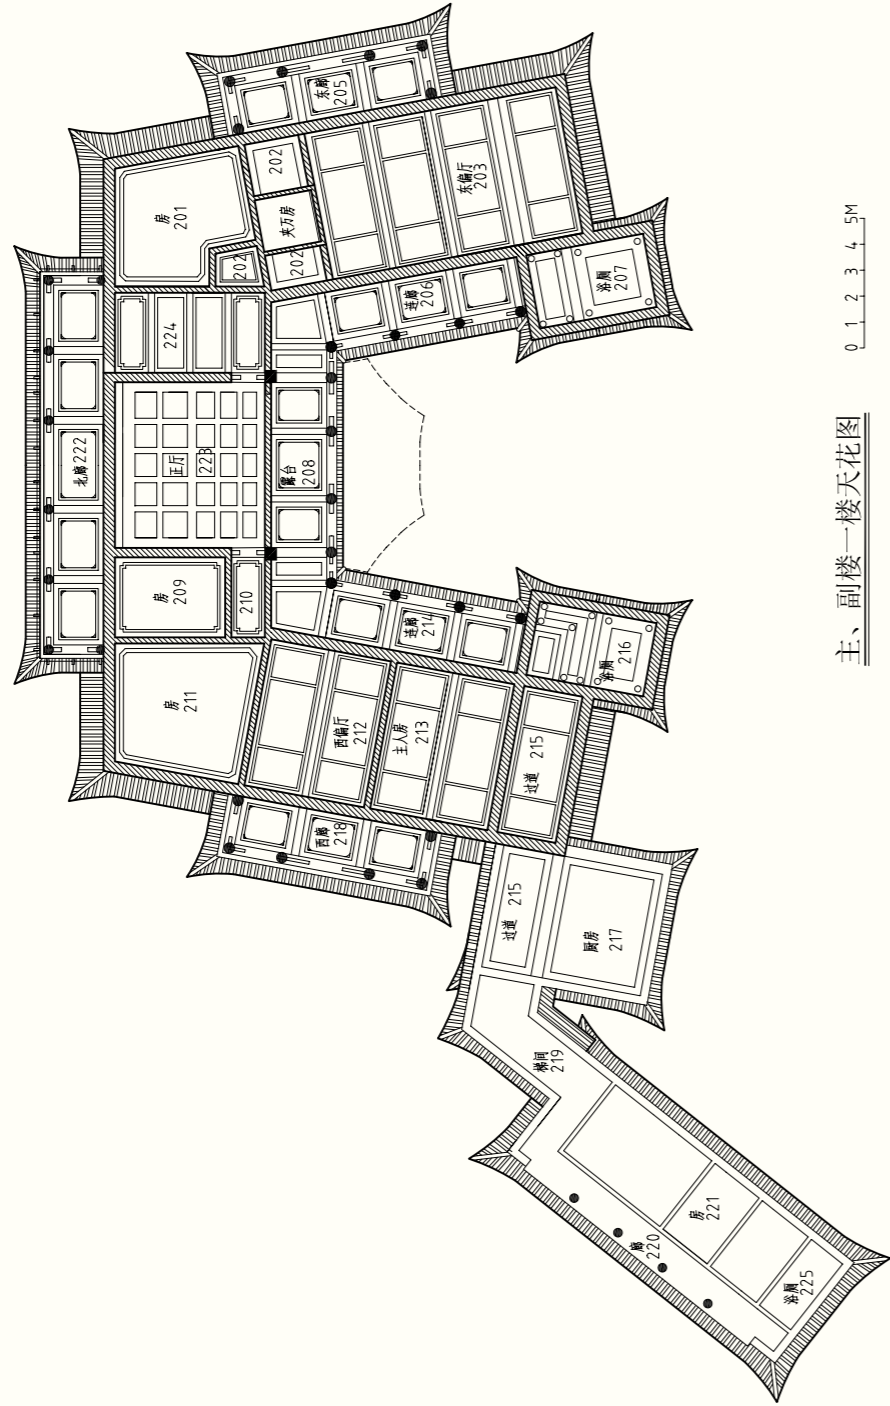 主、副楼一楼天花图
0 1 2 3 4 5M
北廊 222
房
201
202
夹万房
202
202
东偏厅
203
东廊
205
连廊
206
浴厕
207
224
正厅
223
露台
208
房
209
210
房
211
西偏厅
212
主人房
213
连廊
214
过道 215
浴厕
216
西廊
218
过道 215
厨房
217
梯间
219
廊
220
房
221
浴厕
225